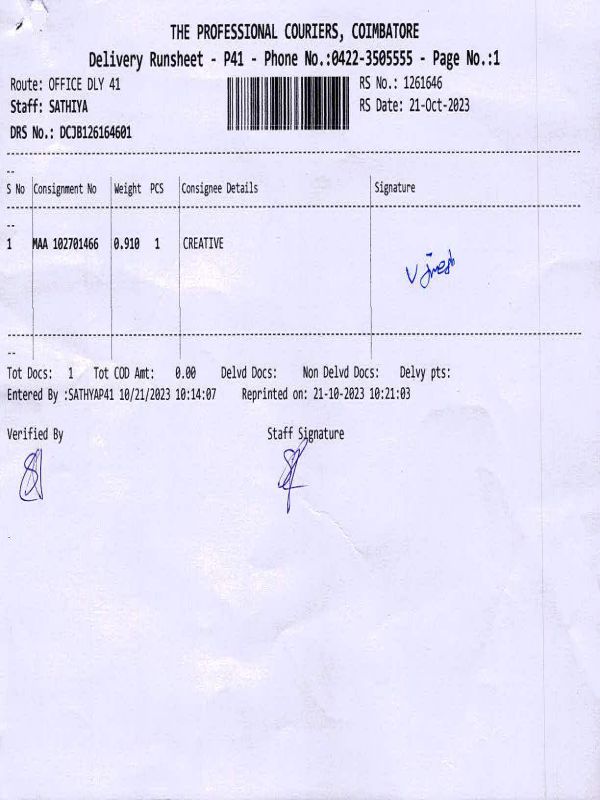 THE PROFESSIONAL COURIERS, COIMBATORE
Delivery Runsheet - P41 - Phone No.:0422-3505555 - Page No.:1
Route: OFFICE DLY 41 RS No.: 1261646
Staff: SATHIYA RS Date: 21-Oct-2023
DRS No.: DCJB126164601
--
S No Consignment No Weight PCS Consignee Details Signature
--
1 MAA 102701466 0.910 1 CREATIVE
--
Tot Docs: 1 Tot COD Amt: 0.00 Delvd Docs: Non Delvd Docs: Delvy pts:
Entered By :SATHYAP41 10/21/2023 10:14:07 Reprinted on: 21-10-2023 10:21:03
Verified By Staff Signature